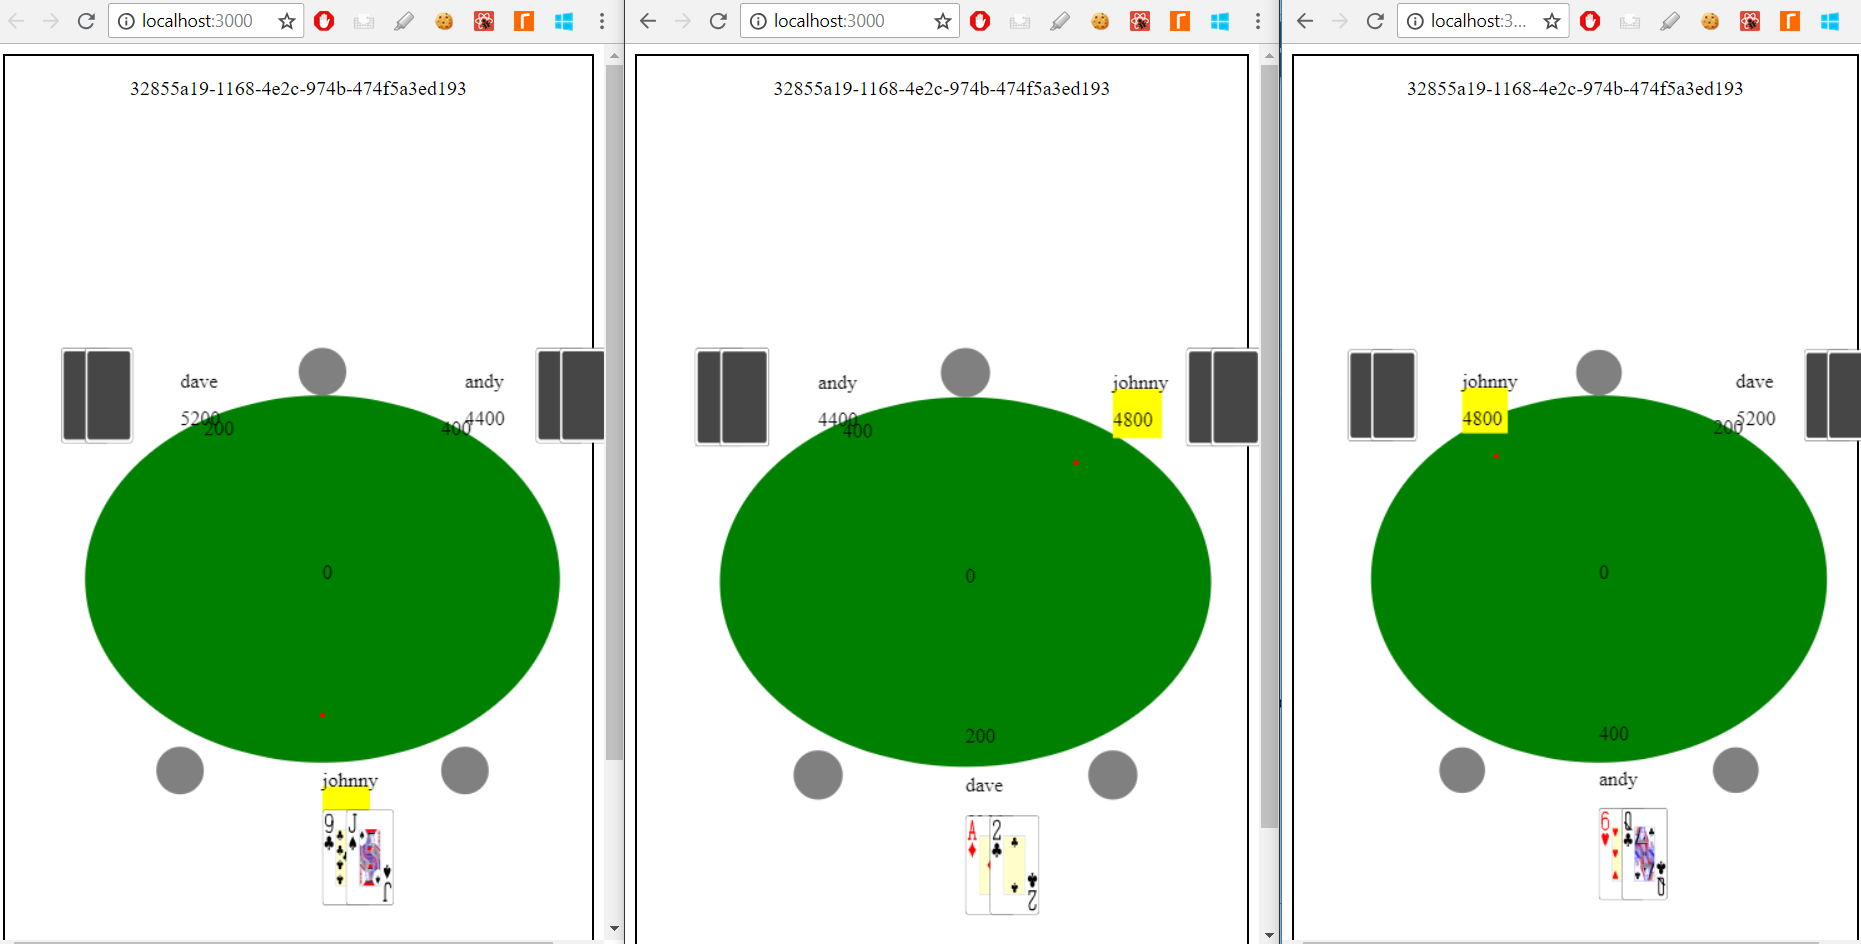 localhost:3000
32855a19-1168-4e2c-974b-474f5a3ed193
dave
andy
5200
4400
200
400
0
johnny
9
J
J
localhost:3000
32855a19-1168-4e2c-974b-474f5a3ed193
andy
johnny
4400
4800
400
0
200
dave
A
2
2
localhost:3...
32855a19-1168-4e2c-974b-474f5a3ed193
johnny
dave
4800
5200
200
0
400
andy
6
Q
Q